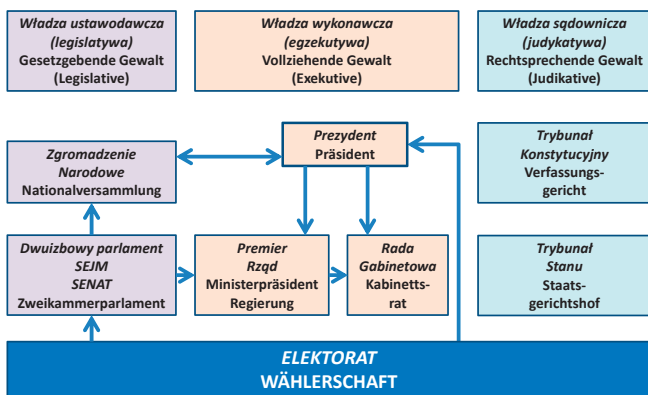 Władza ustawodawcza
(legislatywa)
Gesetzgebende Gewalt
(Legislative)
Władza wykonawcza
(egzekutywa)
Vollziehende Gewalt
(Exekutive)
Władza sądownicza
(judykatywa)
Rechtsprechende Gewalt
(Judikative)
Zgromadzenie
Narodowe
Nationalversammlung
Prezydent
Präsident
Trybunał
Konstytucyjny
Verfassungs-
gericht
Dwuizbowy parlament
SEJM
SENAT
Zweikammerparlament
Premier
Rząd
Ministerpräsident
Regierung
Rada
Gabinetowa
Kabinetts-
rat
Trybunał
Stanu
Staats-
gerichtshof
ELEKTORAT
WÄHLERSCHAFT